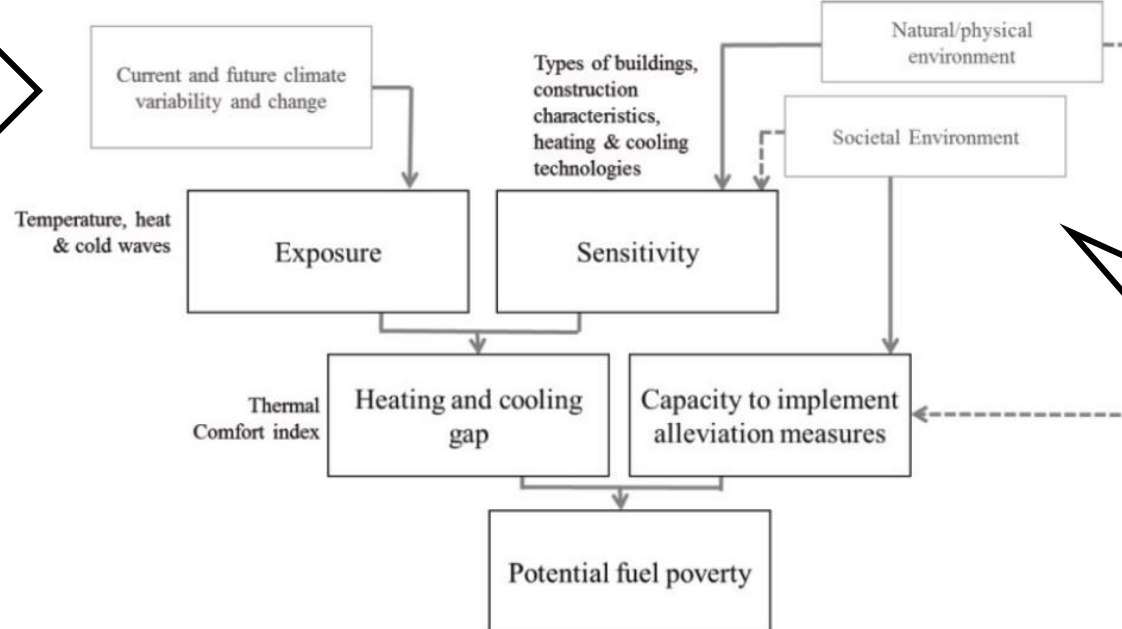 Natural/physical
environment
Current and future climate
variability and change
Types of buildings,
construction
characteristics,
heating & cooling
technologies
Societal Environment
Temperature, heat
& cold waves
Exposure
Sensitivity
Thermal
Comfort index
Heating and cooling
gap
Capacity to implement
alleviation measures
Potential fuel poverty